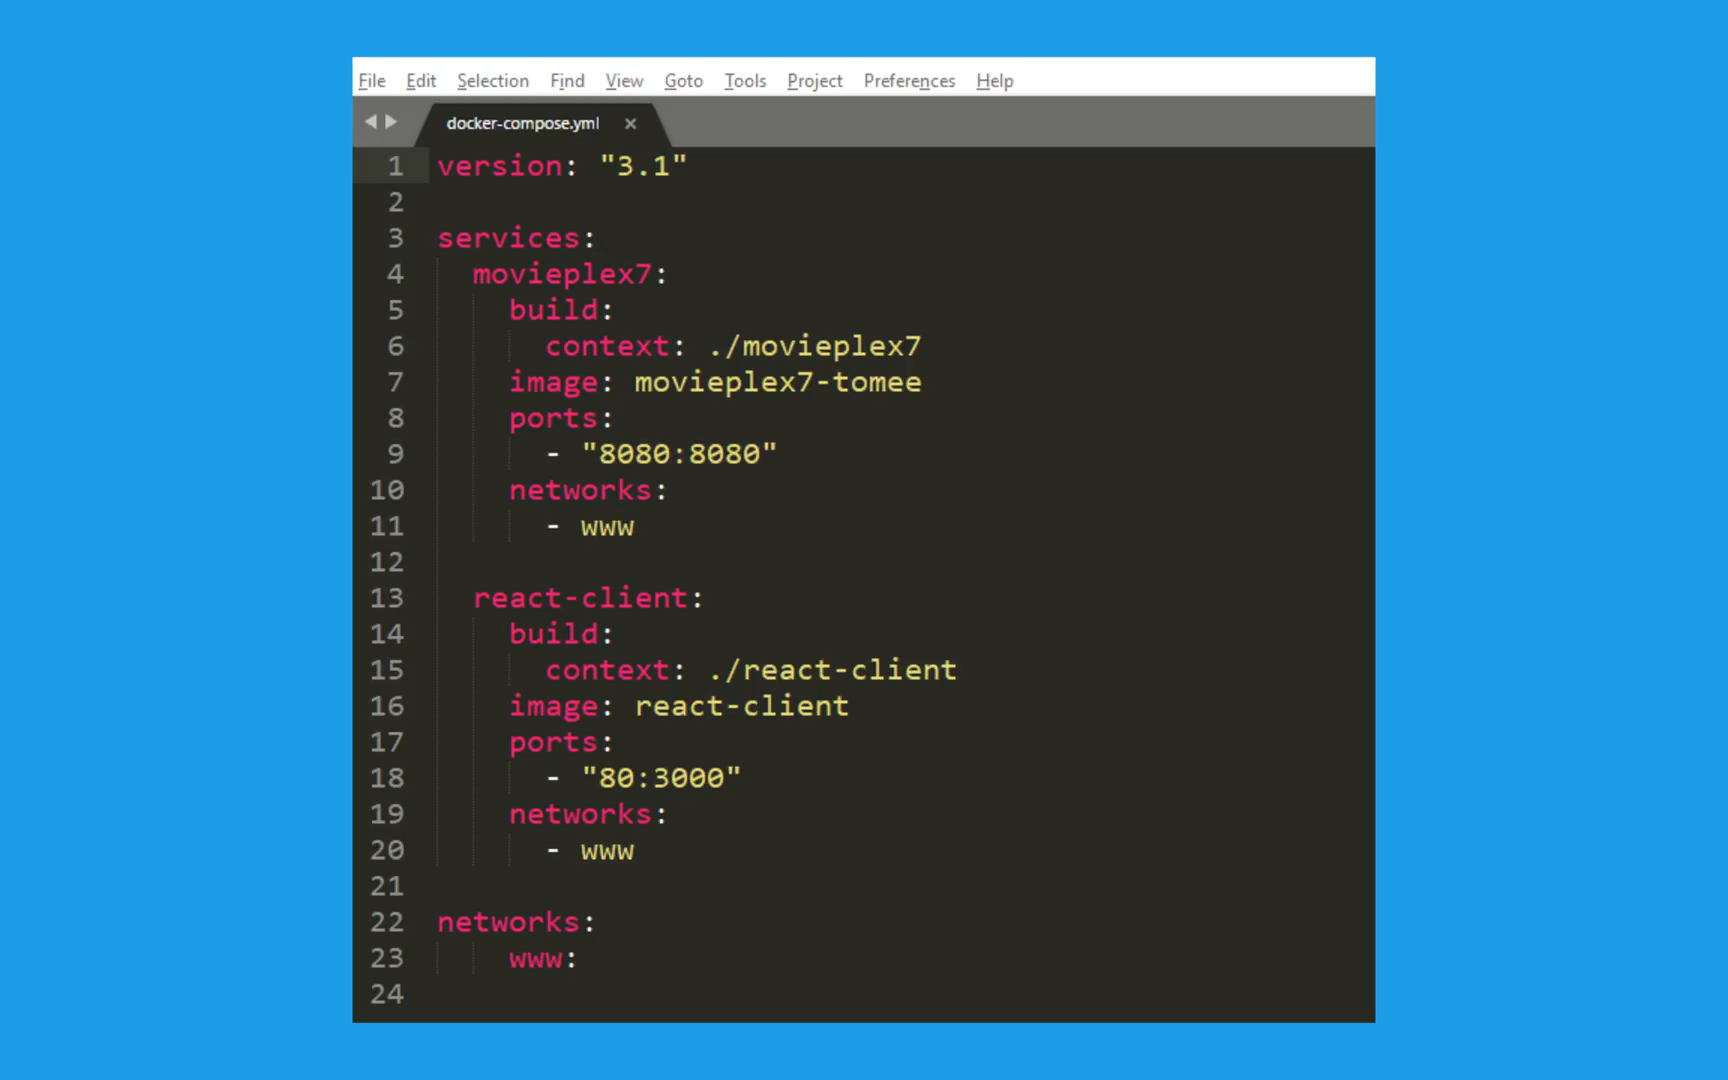 File Edit Selection Find View Goto Tools Project Preferences Help
docker-compose.yml ×
1 version: "3.1"
2
3 services:
4   movieplex7:
5     build:
6       context: ./movieplex7
7     image: movieplex7-tomee
8     ports:
9       - "8080:8080"
10     networks:
11       - www
12
13   react-client:
14     build:
15       context: ./react-client
16     image: react-client
17     ports:
18       - "80:3000"
19     networks:
20       - www
21
22 networks:
23     www:
24